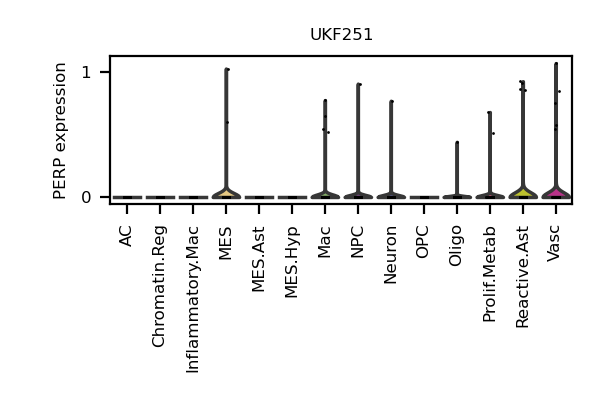 UKF251
PERP expression
1
0
AC
Chromatin.Reg
Inflammatory.Mac
MES
MES.Ast
MES.Hyp
Mac
NPC
Neuron
OPC
Oligo
Prolif.Metab
Reactive.Ast
Vasc